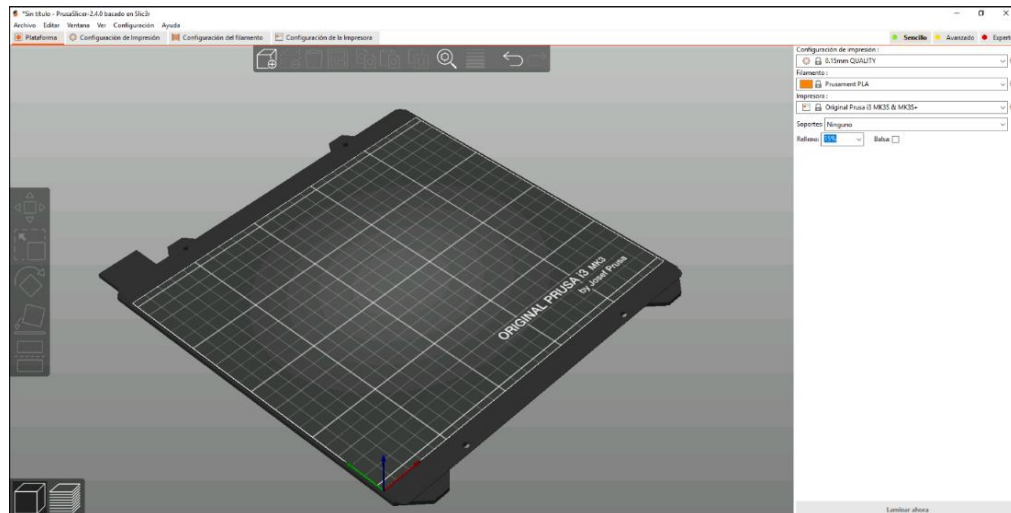 *Sin título - PrusaSlicer-2.4.0 basado en Slic3r
Archivo Editar Ventana Ver Configuración Ayuda
Plataforma Configuración de Impresión Configuración del filamento Configuración de la Impresora Sencillo Avanzado Experto
Configuración de impresión :
0.15mm QUALITY
Filamento :
Prusament PLA
Impresora :
Original Prusa i3 MK3S & MK3S+
Soportes: Ninguno
Relleno: 15% Balsa:
ORIGINAL PRUSA i3 MK3
by Josef Prusa
Laminar ahora